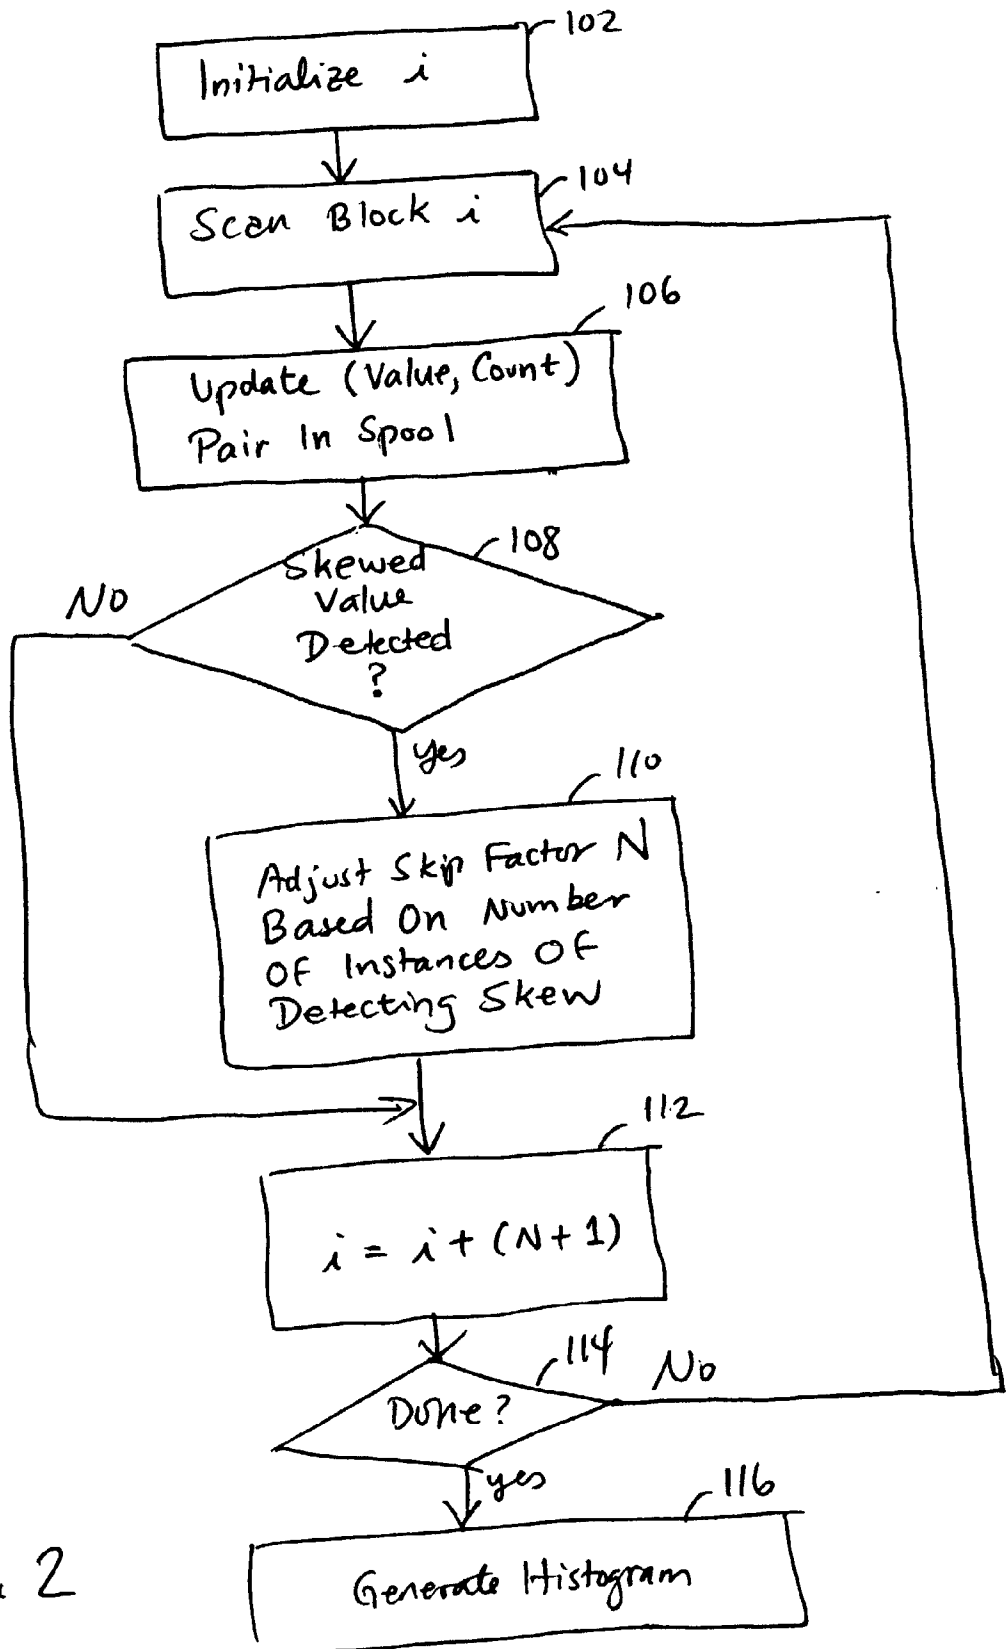 102
Initialize i
104
Scan Block i
106
Update (Value, Count)
Pair In Spool
108
Skewed
Value
Detected
?
No
yes
110
Adjust Skip Factor N
Based On Number
Of Instances Of
Detecting Skew
112
i = i + (N+1)
114
No
Done?
yes
116
Generate Histogram
2